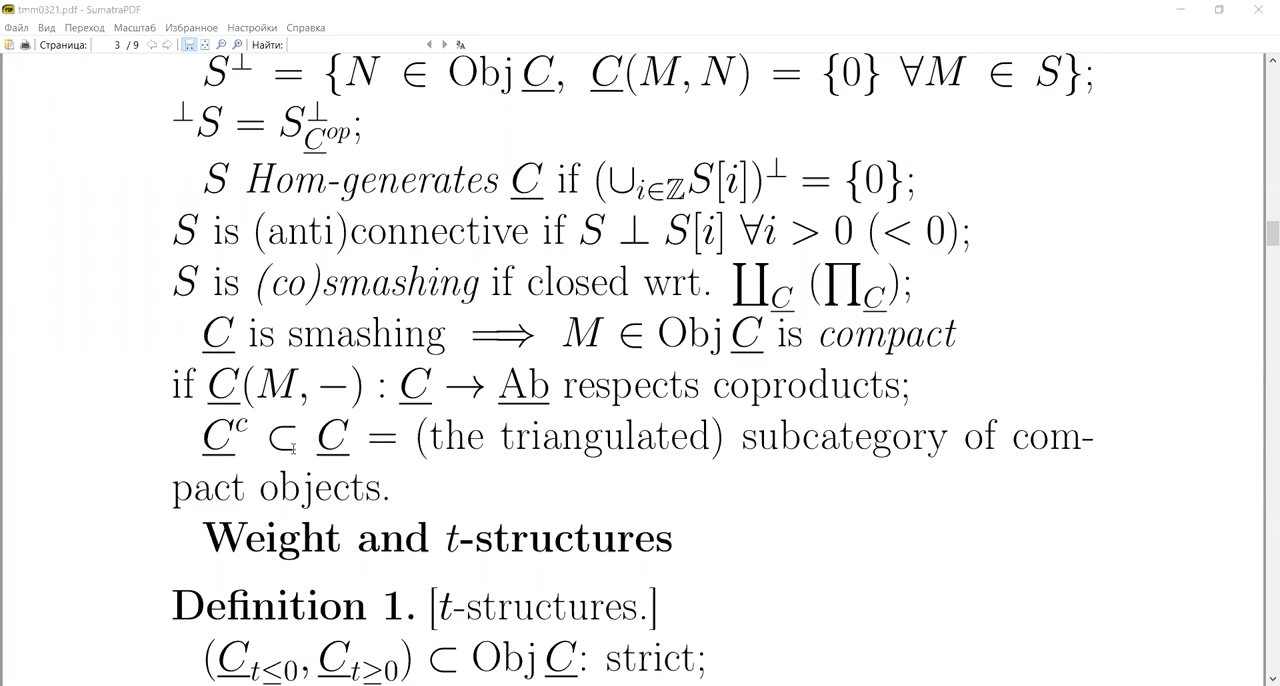 tmm0321.pdf - SumatraPDF
Файл Вид Переход Масштаб Избранное Настройки Справка
Страница: 3 / 9 Найти:
S^⊥ = {N ∈ Obj C, C(M, N) = {0} ∀M ∈ S};
^⊥S = S^⊥_{C^{op}};
S Hom-generates C if (∪_{i∈ℤ}S[i])^⊥ = {0};
S is (anti)connective if S ⊥ S[i] ∀i > 0 (< 0);
S is (co)smashing if closed wrt. ∐_C (∏_C);
C is smashing ⟹ M ∈ Obj C is compact
if C(M, −) : C → Ab respects coproducts;
C^c ⊂ C = (the triangulated) subcategory of com-
pact objects.
Weight and t-structures
Definition 1. [t-structures.]
(C_{t≤0}, C_{t≥0}) ⊂ Obj C: strict;